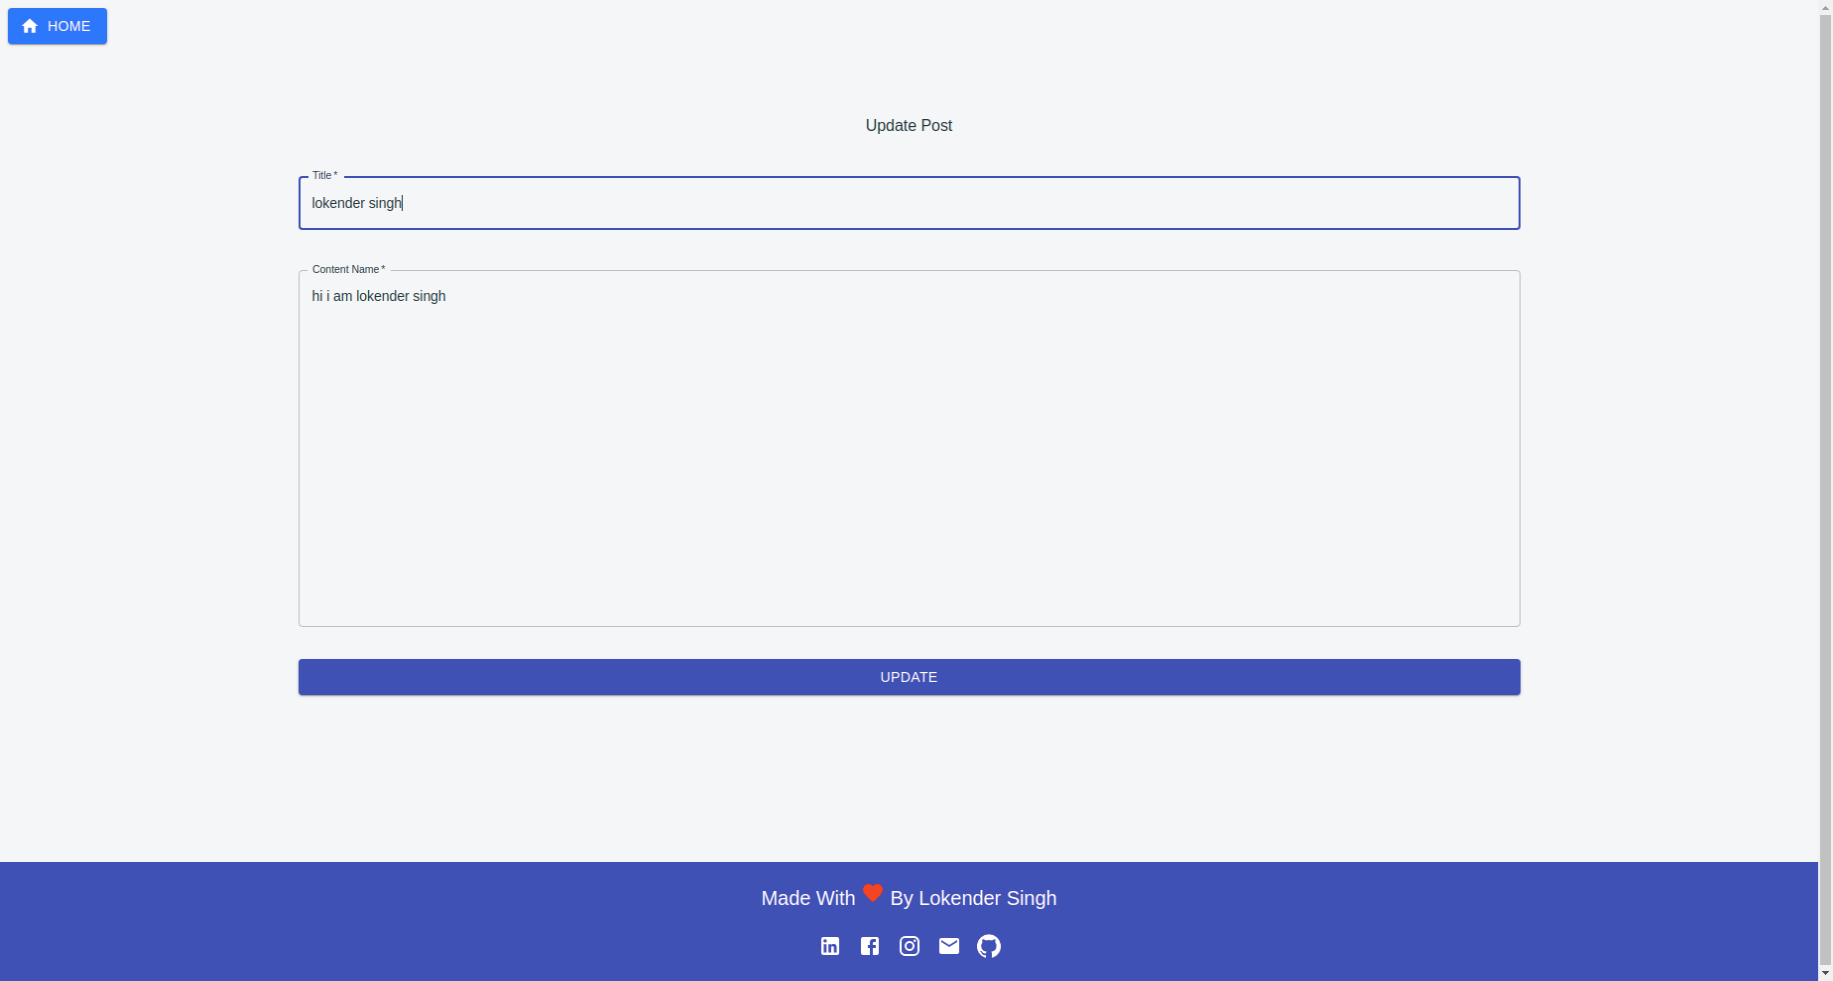 HOME
Update Post
Title *
lokender singh
Content Name *
hi i am lokender singh
UPDATE
Made With By Lokender Singh